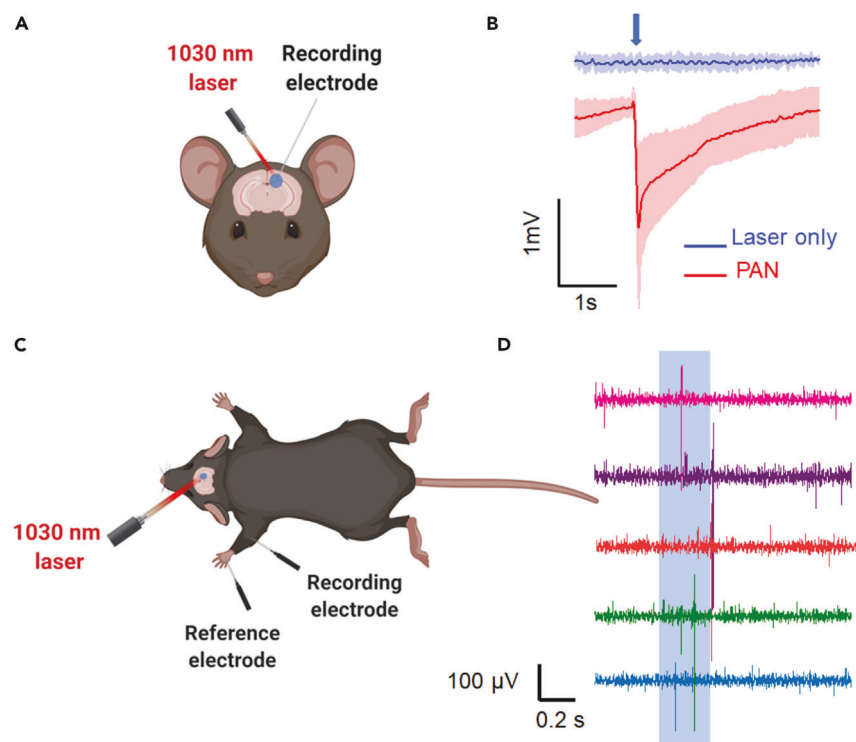 A
1030 nm
laser
Recording
electrode
B
1mV
1s
Laser only
PAN
C
1030 nm
laser
Recording
electrode
Reference
electrode
D
100 µV
0.2 s